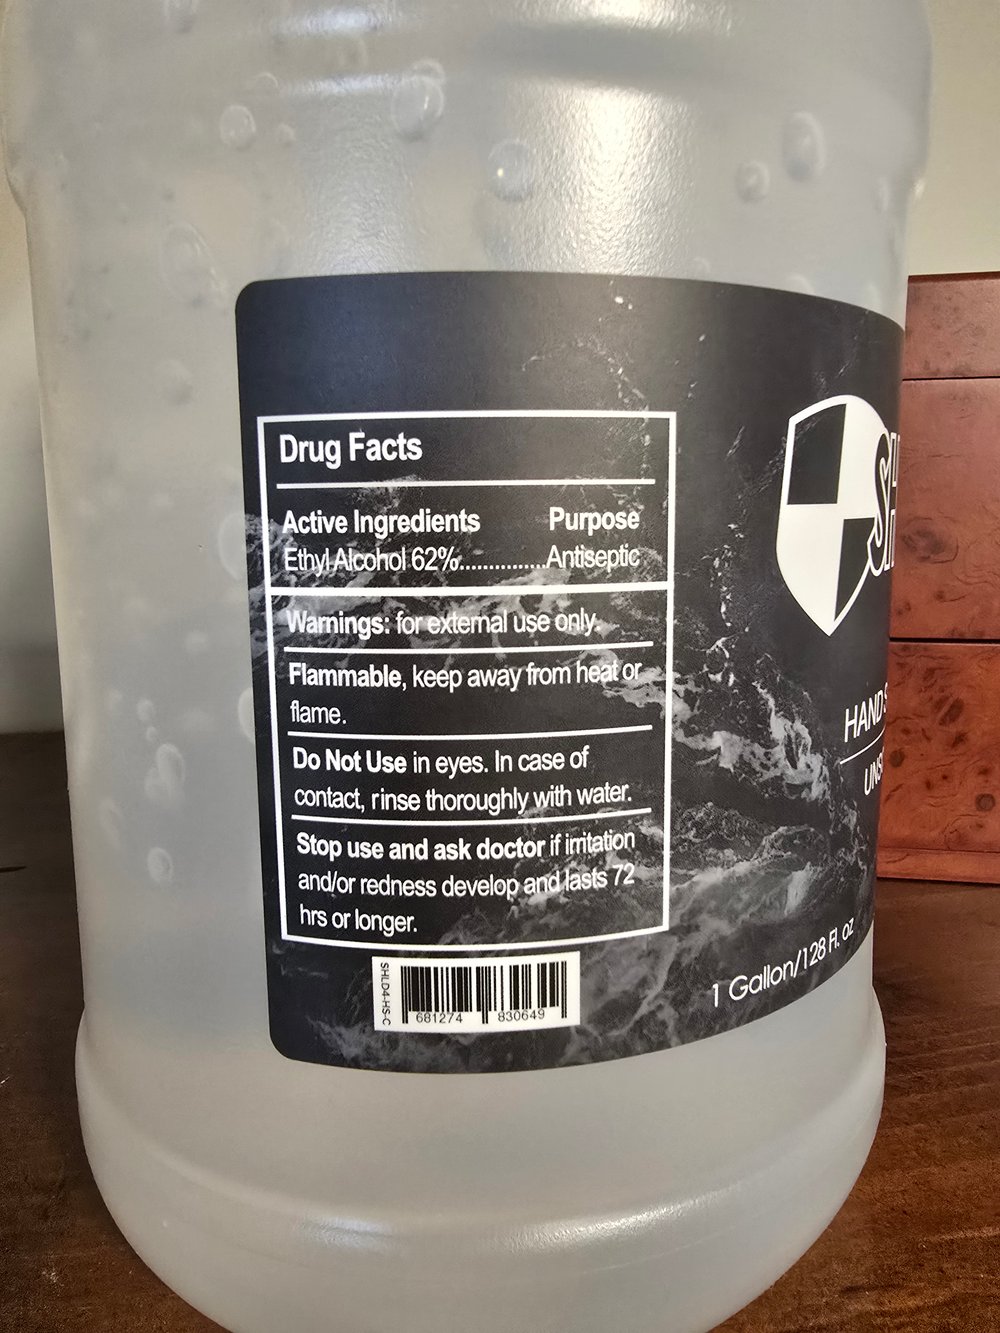 Drug Facts
Active Ingredients Purpose
Ethyl Alcohol 62%...............Antiseptic
Warnings: for external use only.
Flammable, keep away from heat or
flame.
Do Not Use in eyes. In case of
contact, rinse thoroughly with water.
Stop use and ask doctor if irritation
and/or redness develop and lasts 72
hrs or longer.
SHLD4-HS-C
681274 830649
HAND
1 Gallon/128 Fl. oz